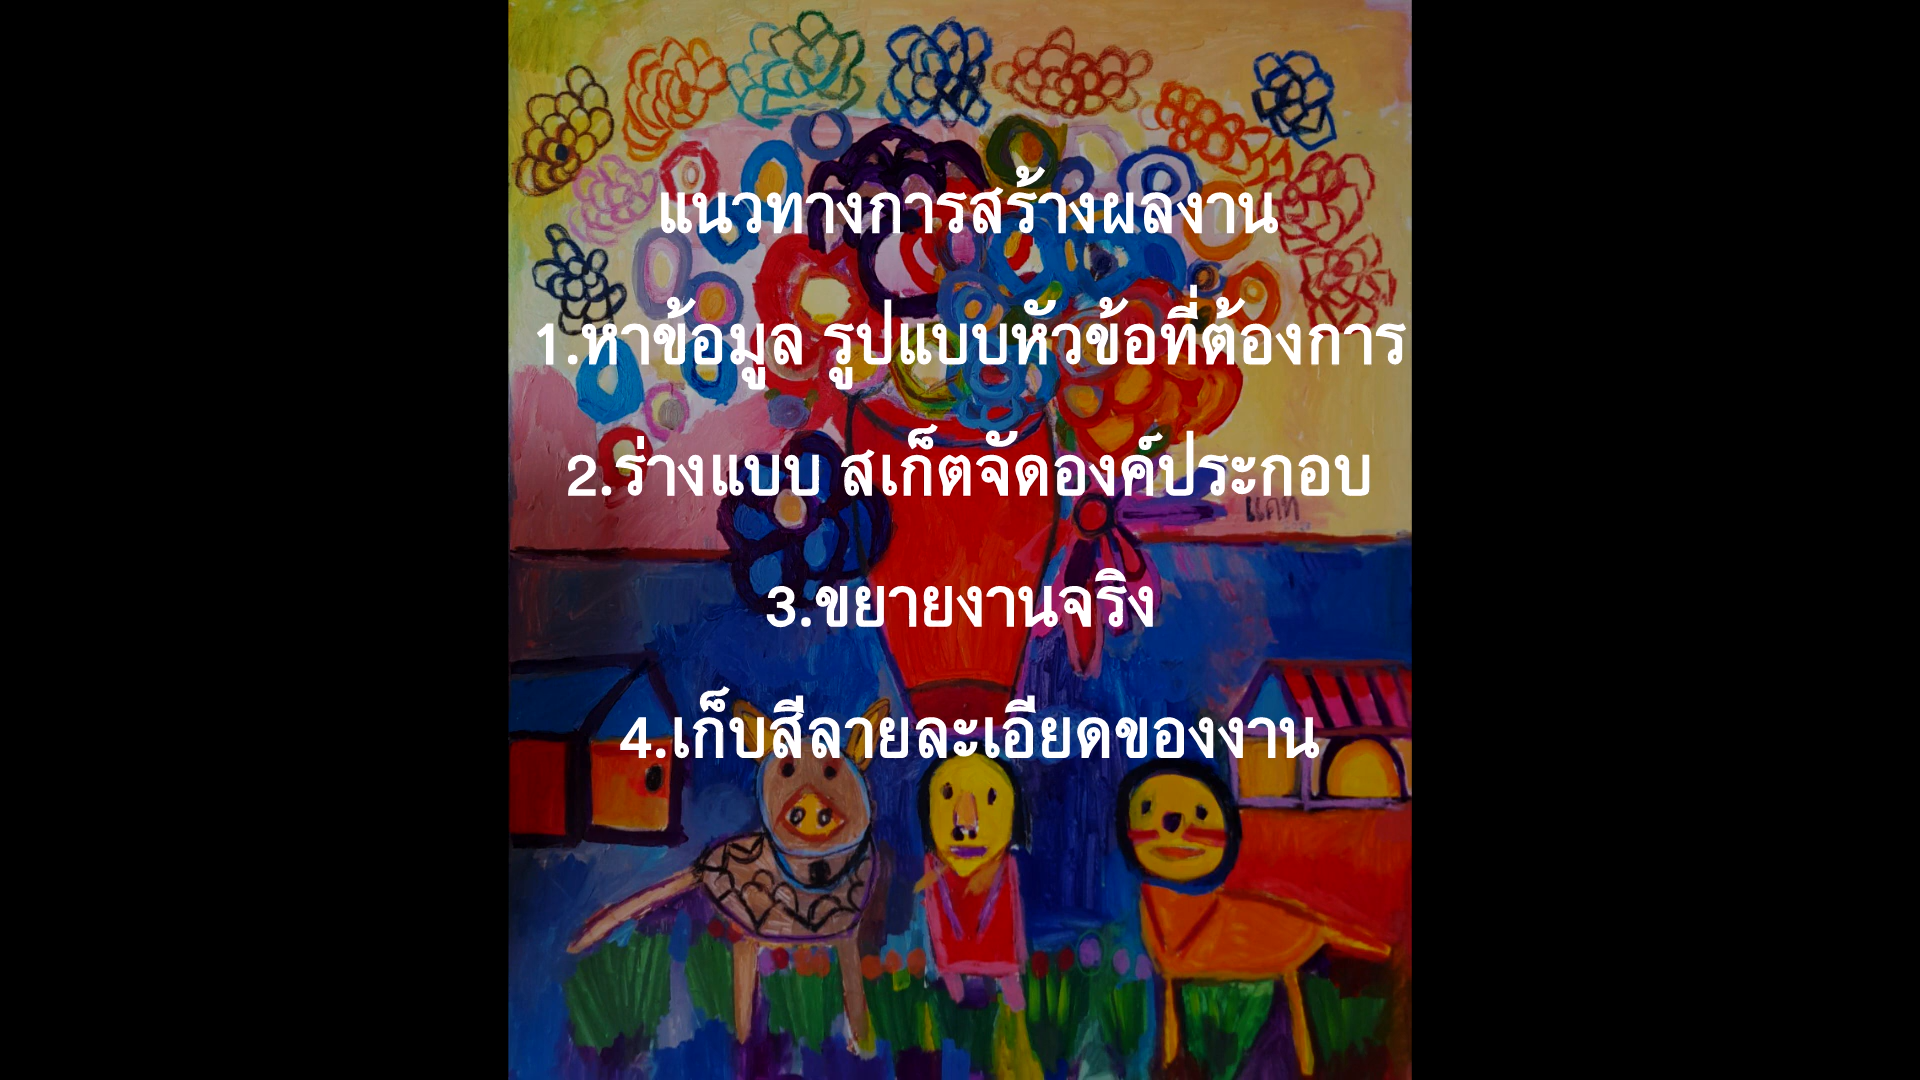 แนวทางการสร้างผลงาน
1.หาข้อมูล รูปแบบหัวข้อที่ต้องการ
2.ร่างแบบ สเก็ตจัดองค์ประกอบ
แคท
3.ขยายงานจริง
4.เก็บสีลายละเอียดของงาน